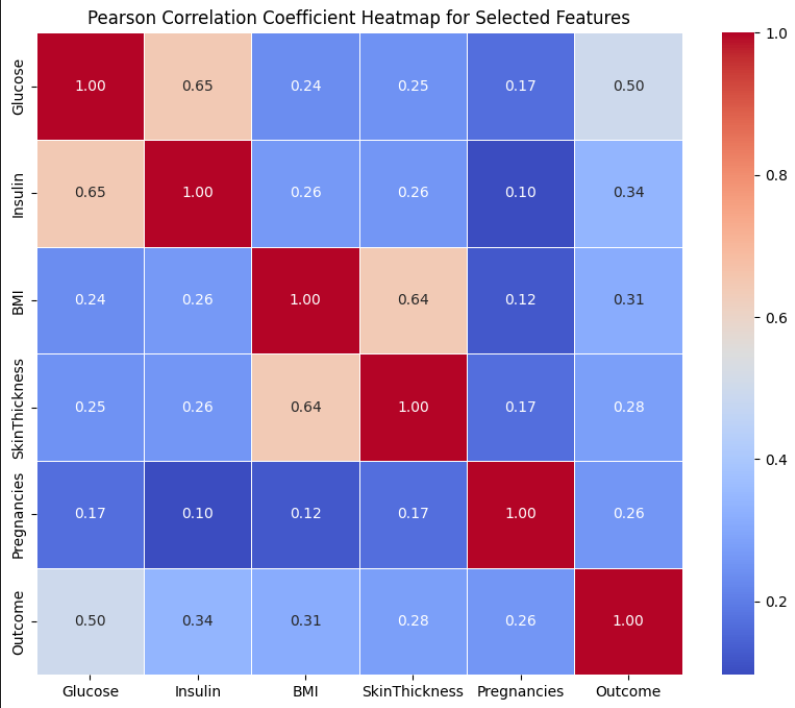 Pearson Correlation Coefficient Heatmap for Selected Features
Glucose 1.00 0.65 0.24 0.25 0.17 0.50
Insulin 0.65 1.00 0.26 0.26 0.10 0.34
BMI 0.24 0.26 1.00 0.64 0.12 0.31
SkinThickness 0.25 0.26 0.64 1.00 0.17 0.28
Pregnancies 0.17 0.10 0.12 0.17 1.00 0.26
Outcome 0.50 0.34 0.31 0.28 0.26 1.00
Glucose Insulin BMI SkinThickness Pregnancies Outcome
1.0
0.8
0.6
0.4
0.2